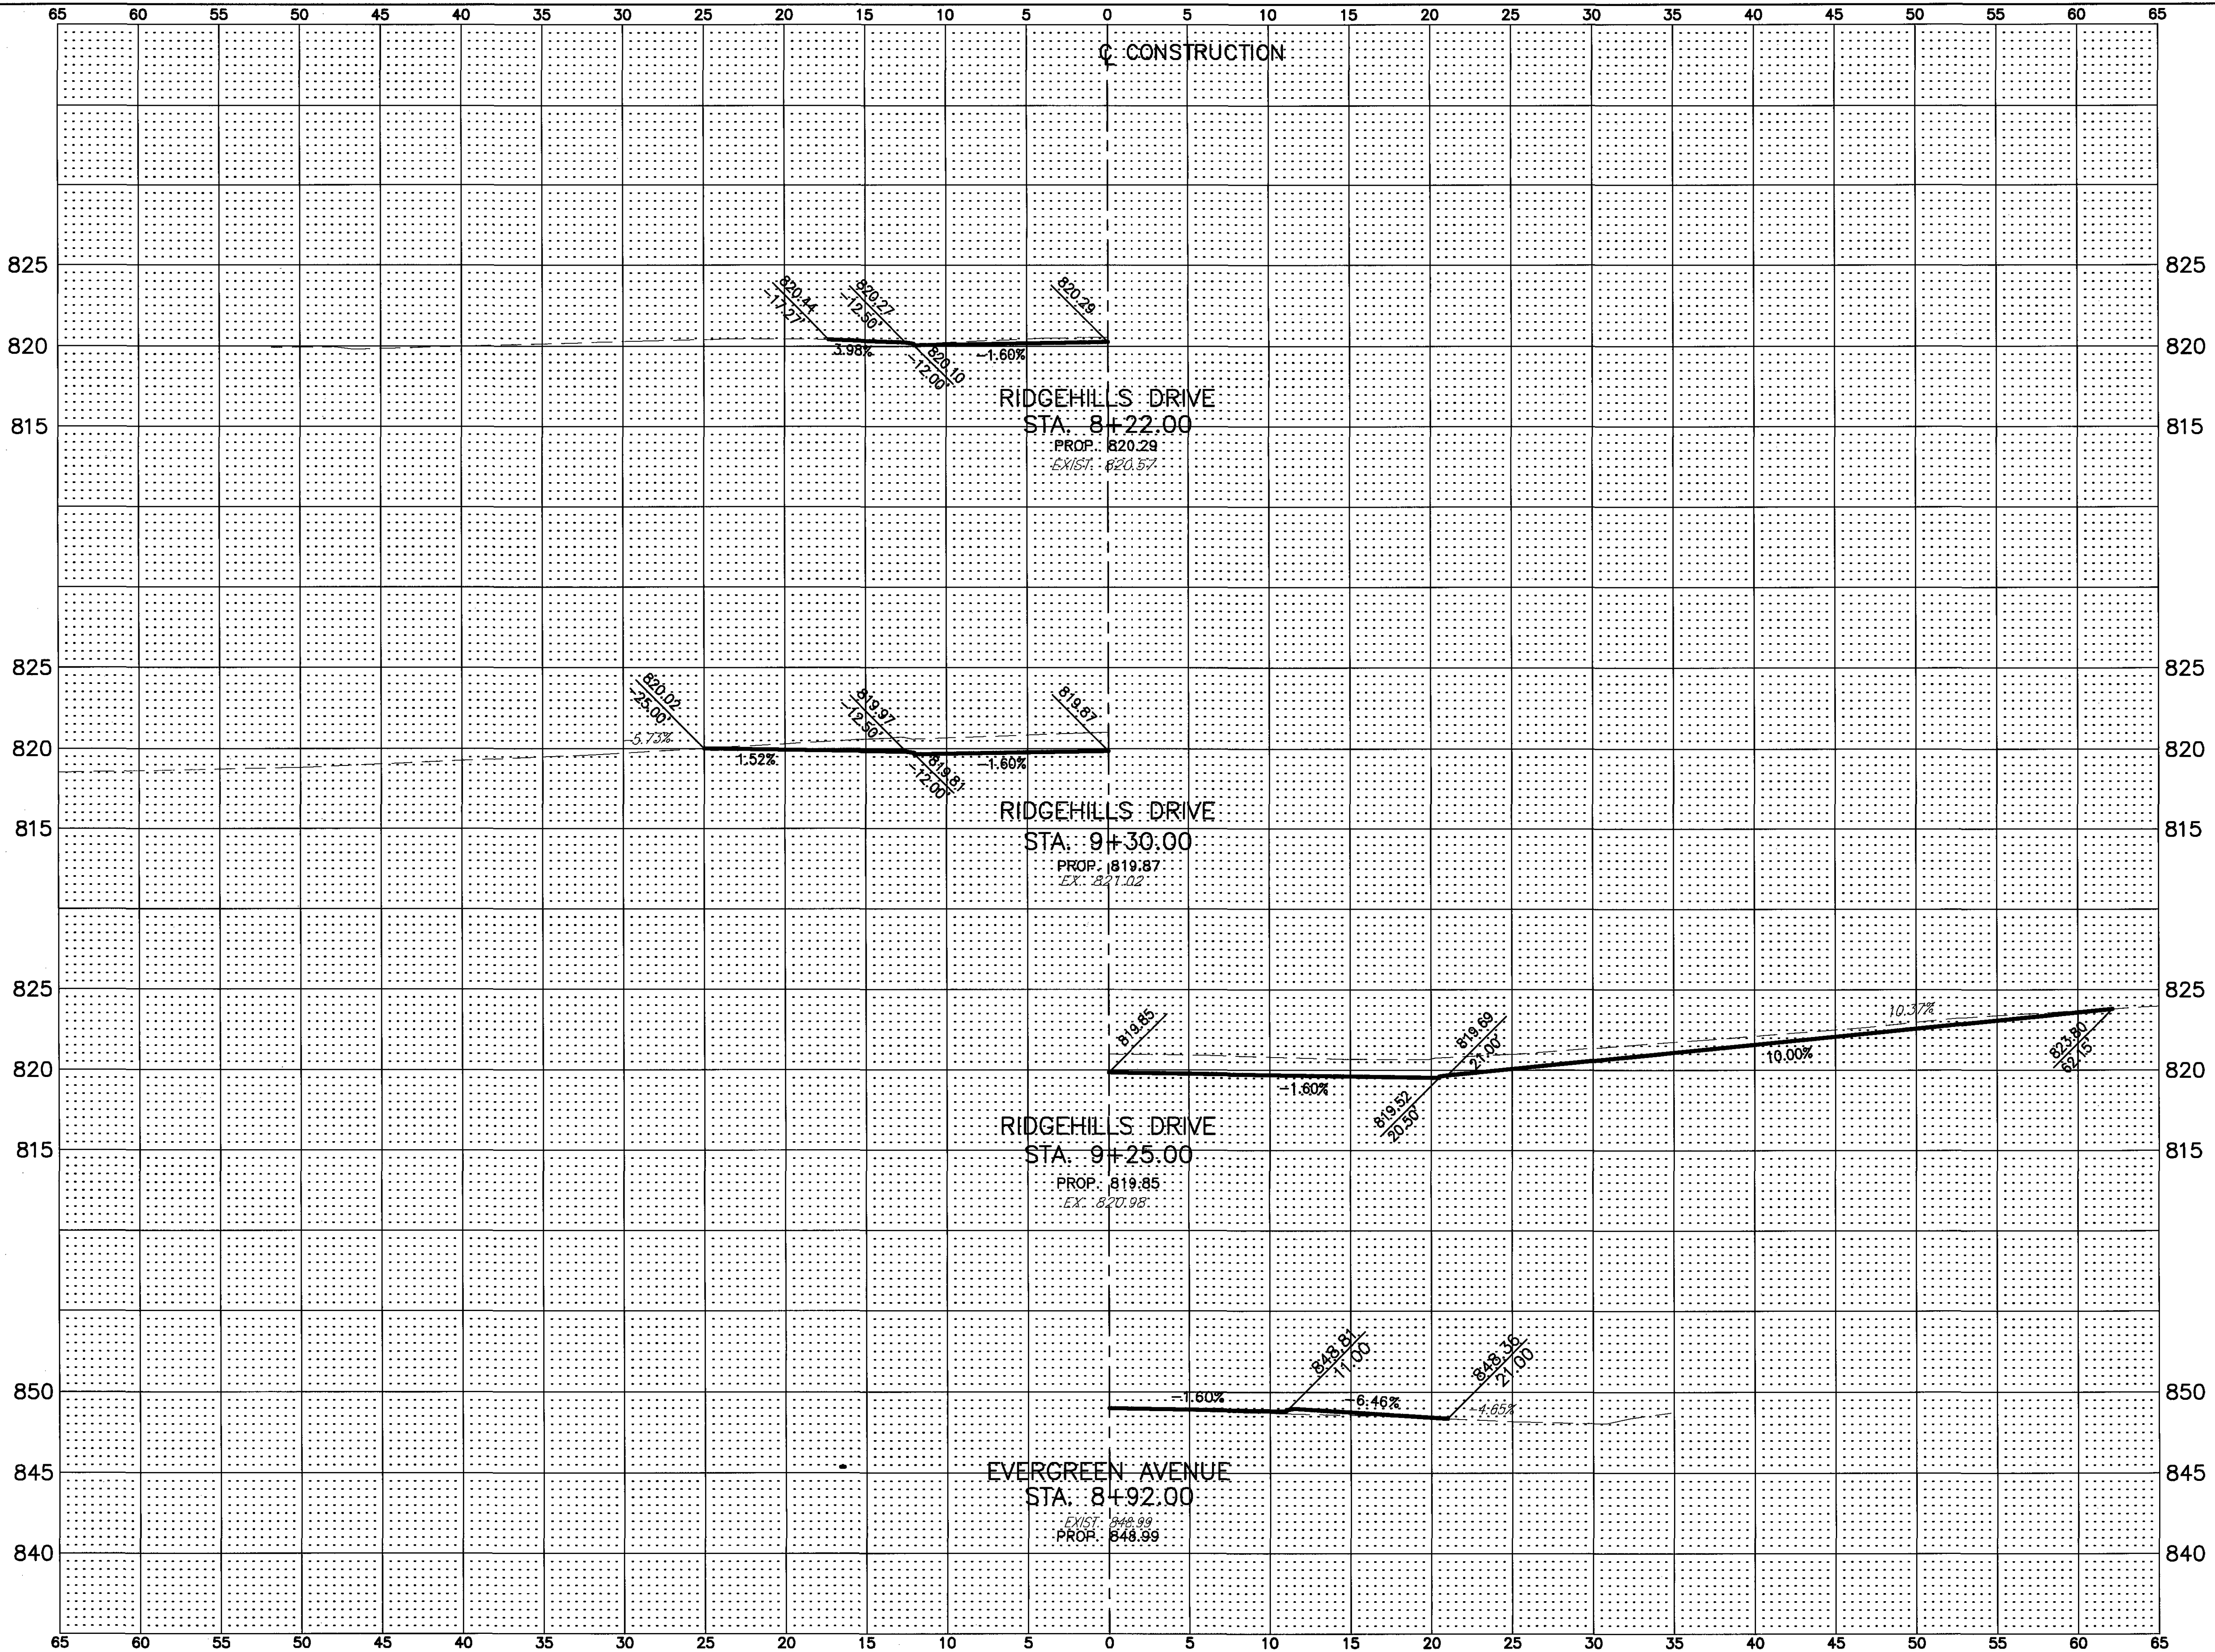 65 60 55 50 45 40 35 30 25 20 15 10 5 0 5 10 15 20 25 30 35 40 45 50 55 60 65
℄ CONSTRUCTION
825 825
820.44
-17.27'
820.27
-12.50'
820.29
820 820
3.98%
820.10
-12.00'
-1.60%
RIDGEHILLS DRIVE
815 STA. 8+22.00 815
PROP. 820.29
EXIST. 820.57
825 825
820.02
-25.00'
819.97
-12.50'
819.87
-5.73%
820 820
1.52%
819.81
-12.00'
-1.60%
RIDGEHILLS DRIVE
815 815
STA. 9+30.00
PROP. 819.87
EX. 821.02
825 825
10.37%
819.85
819.69
21.00'
823.80
62.15'
10.00%
820 820
-1.60%
819.52
20.50'
RIDGEHILLS DRIVE
815 STA. 9+25.00 815
PROP. 819.85
EX. 820.98
848.81
11.00
848.36
21.00
850 850
-1.60%
-6.46%
-4.65%
845 EVERGREEN AVENUE 845
STA. 8+92.00
EXIST. 848.99
PROP. 848.99
840 840
65 60 55 50 45 40 35 30 25 20 15 10 5 0 5 10 15 20 25 30 35 40 45 50 55 60 65